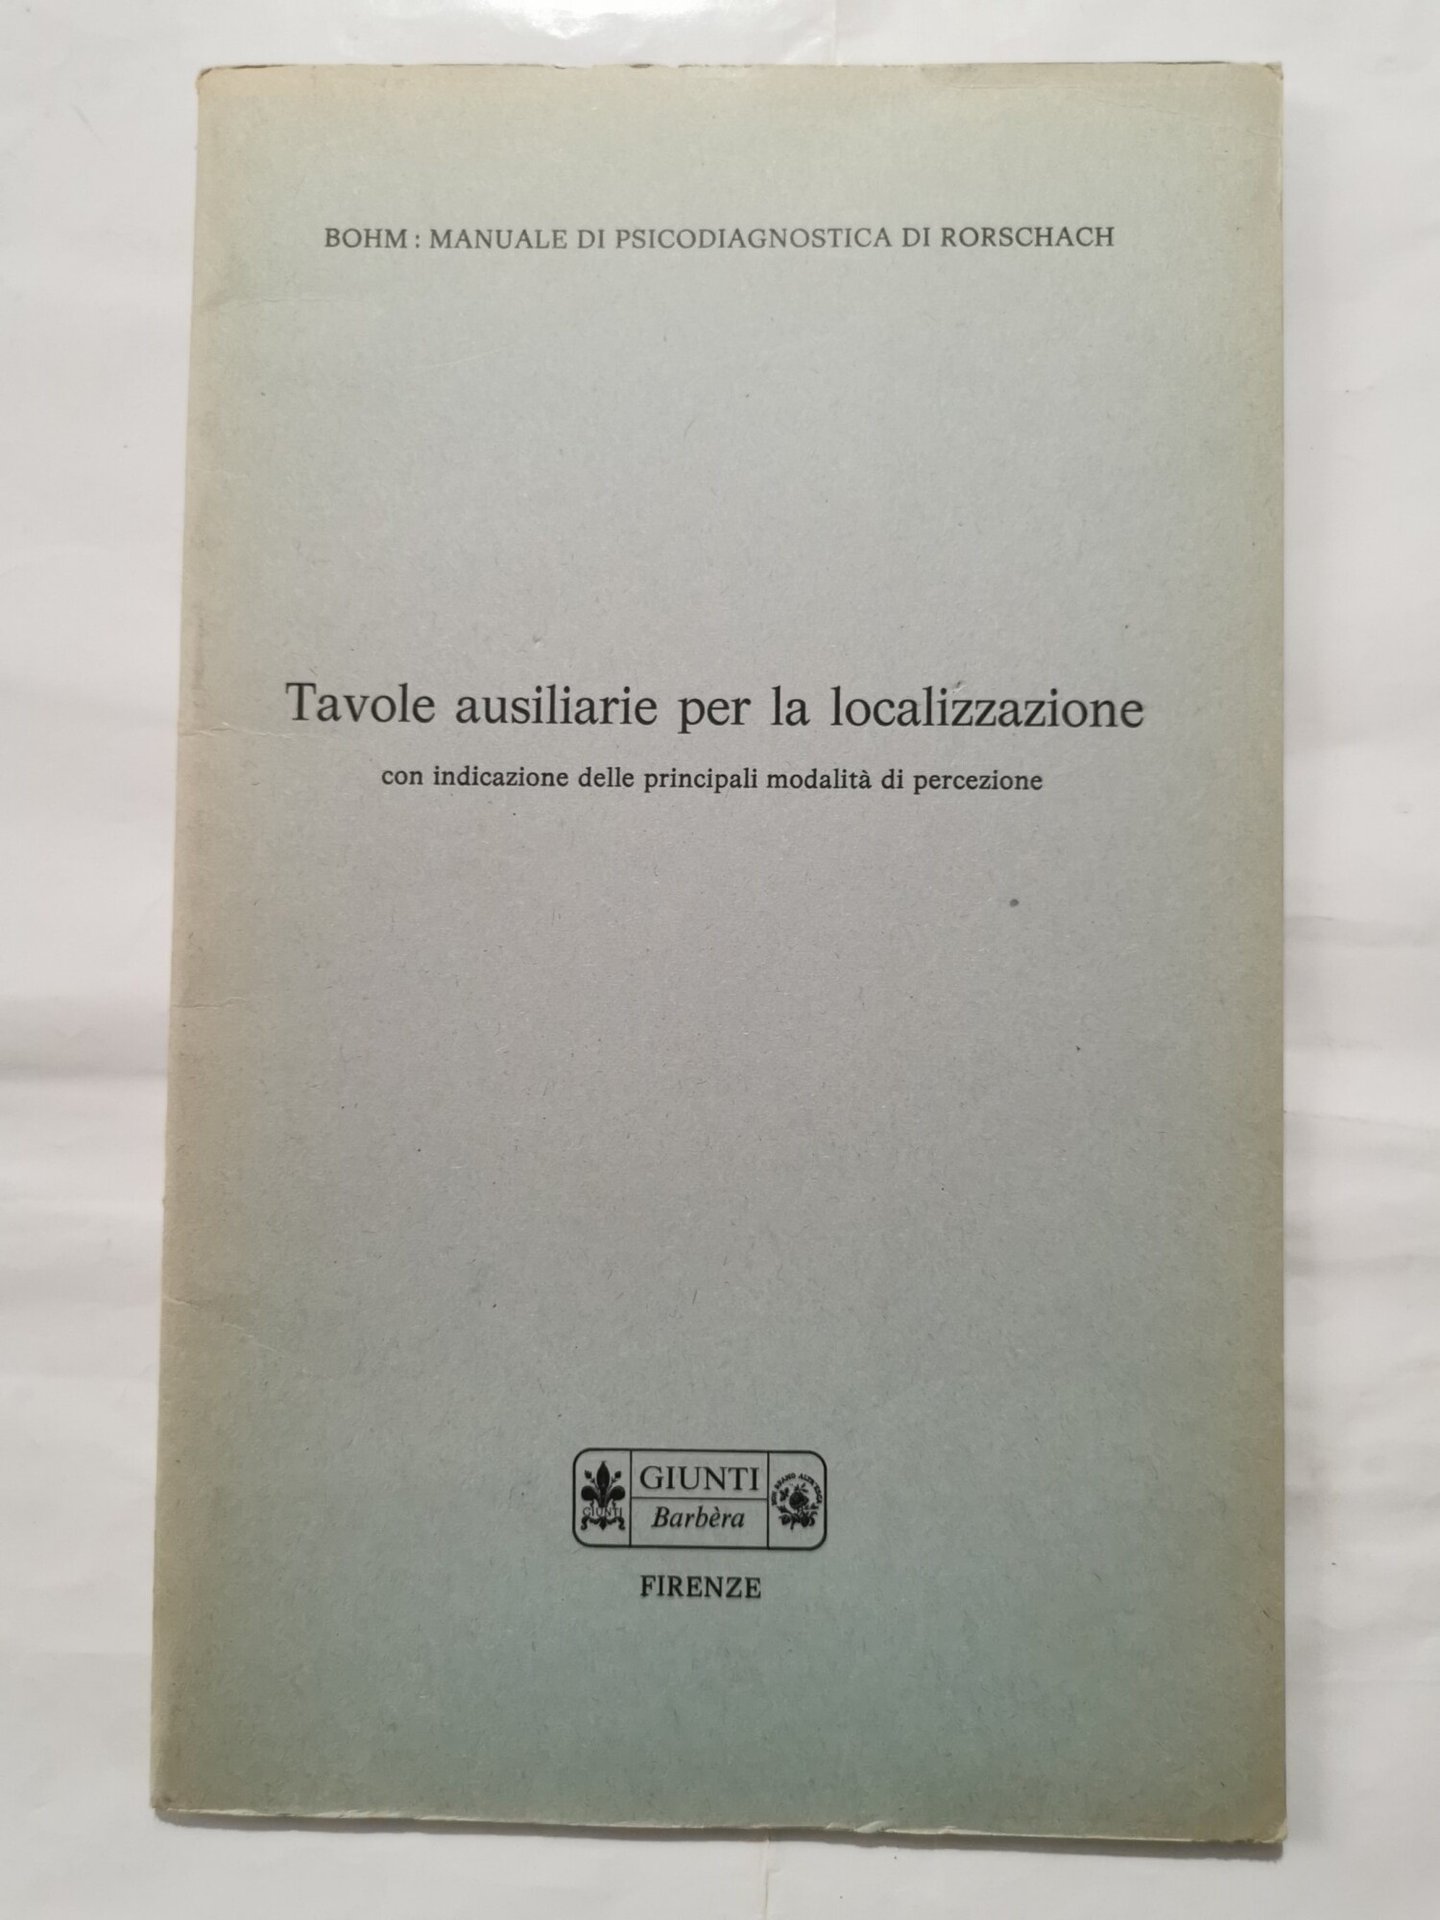 BOHM: MANUALE DI PSICODIAGNOSTICA DI RORSCHACH
Tavole ausiliarie per la localizzazione
con indicazione delle principali modalità di percezione
GIUNTI
GIUNTI
Barbèra
FIRENZE